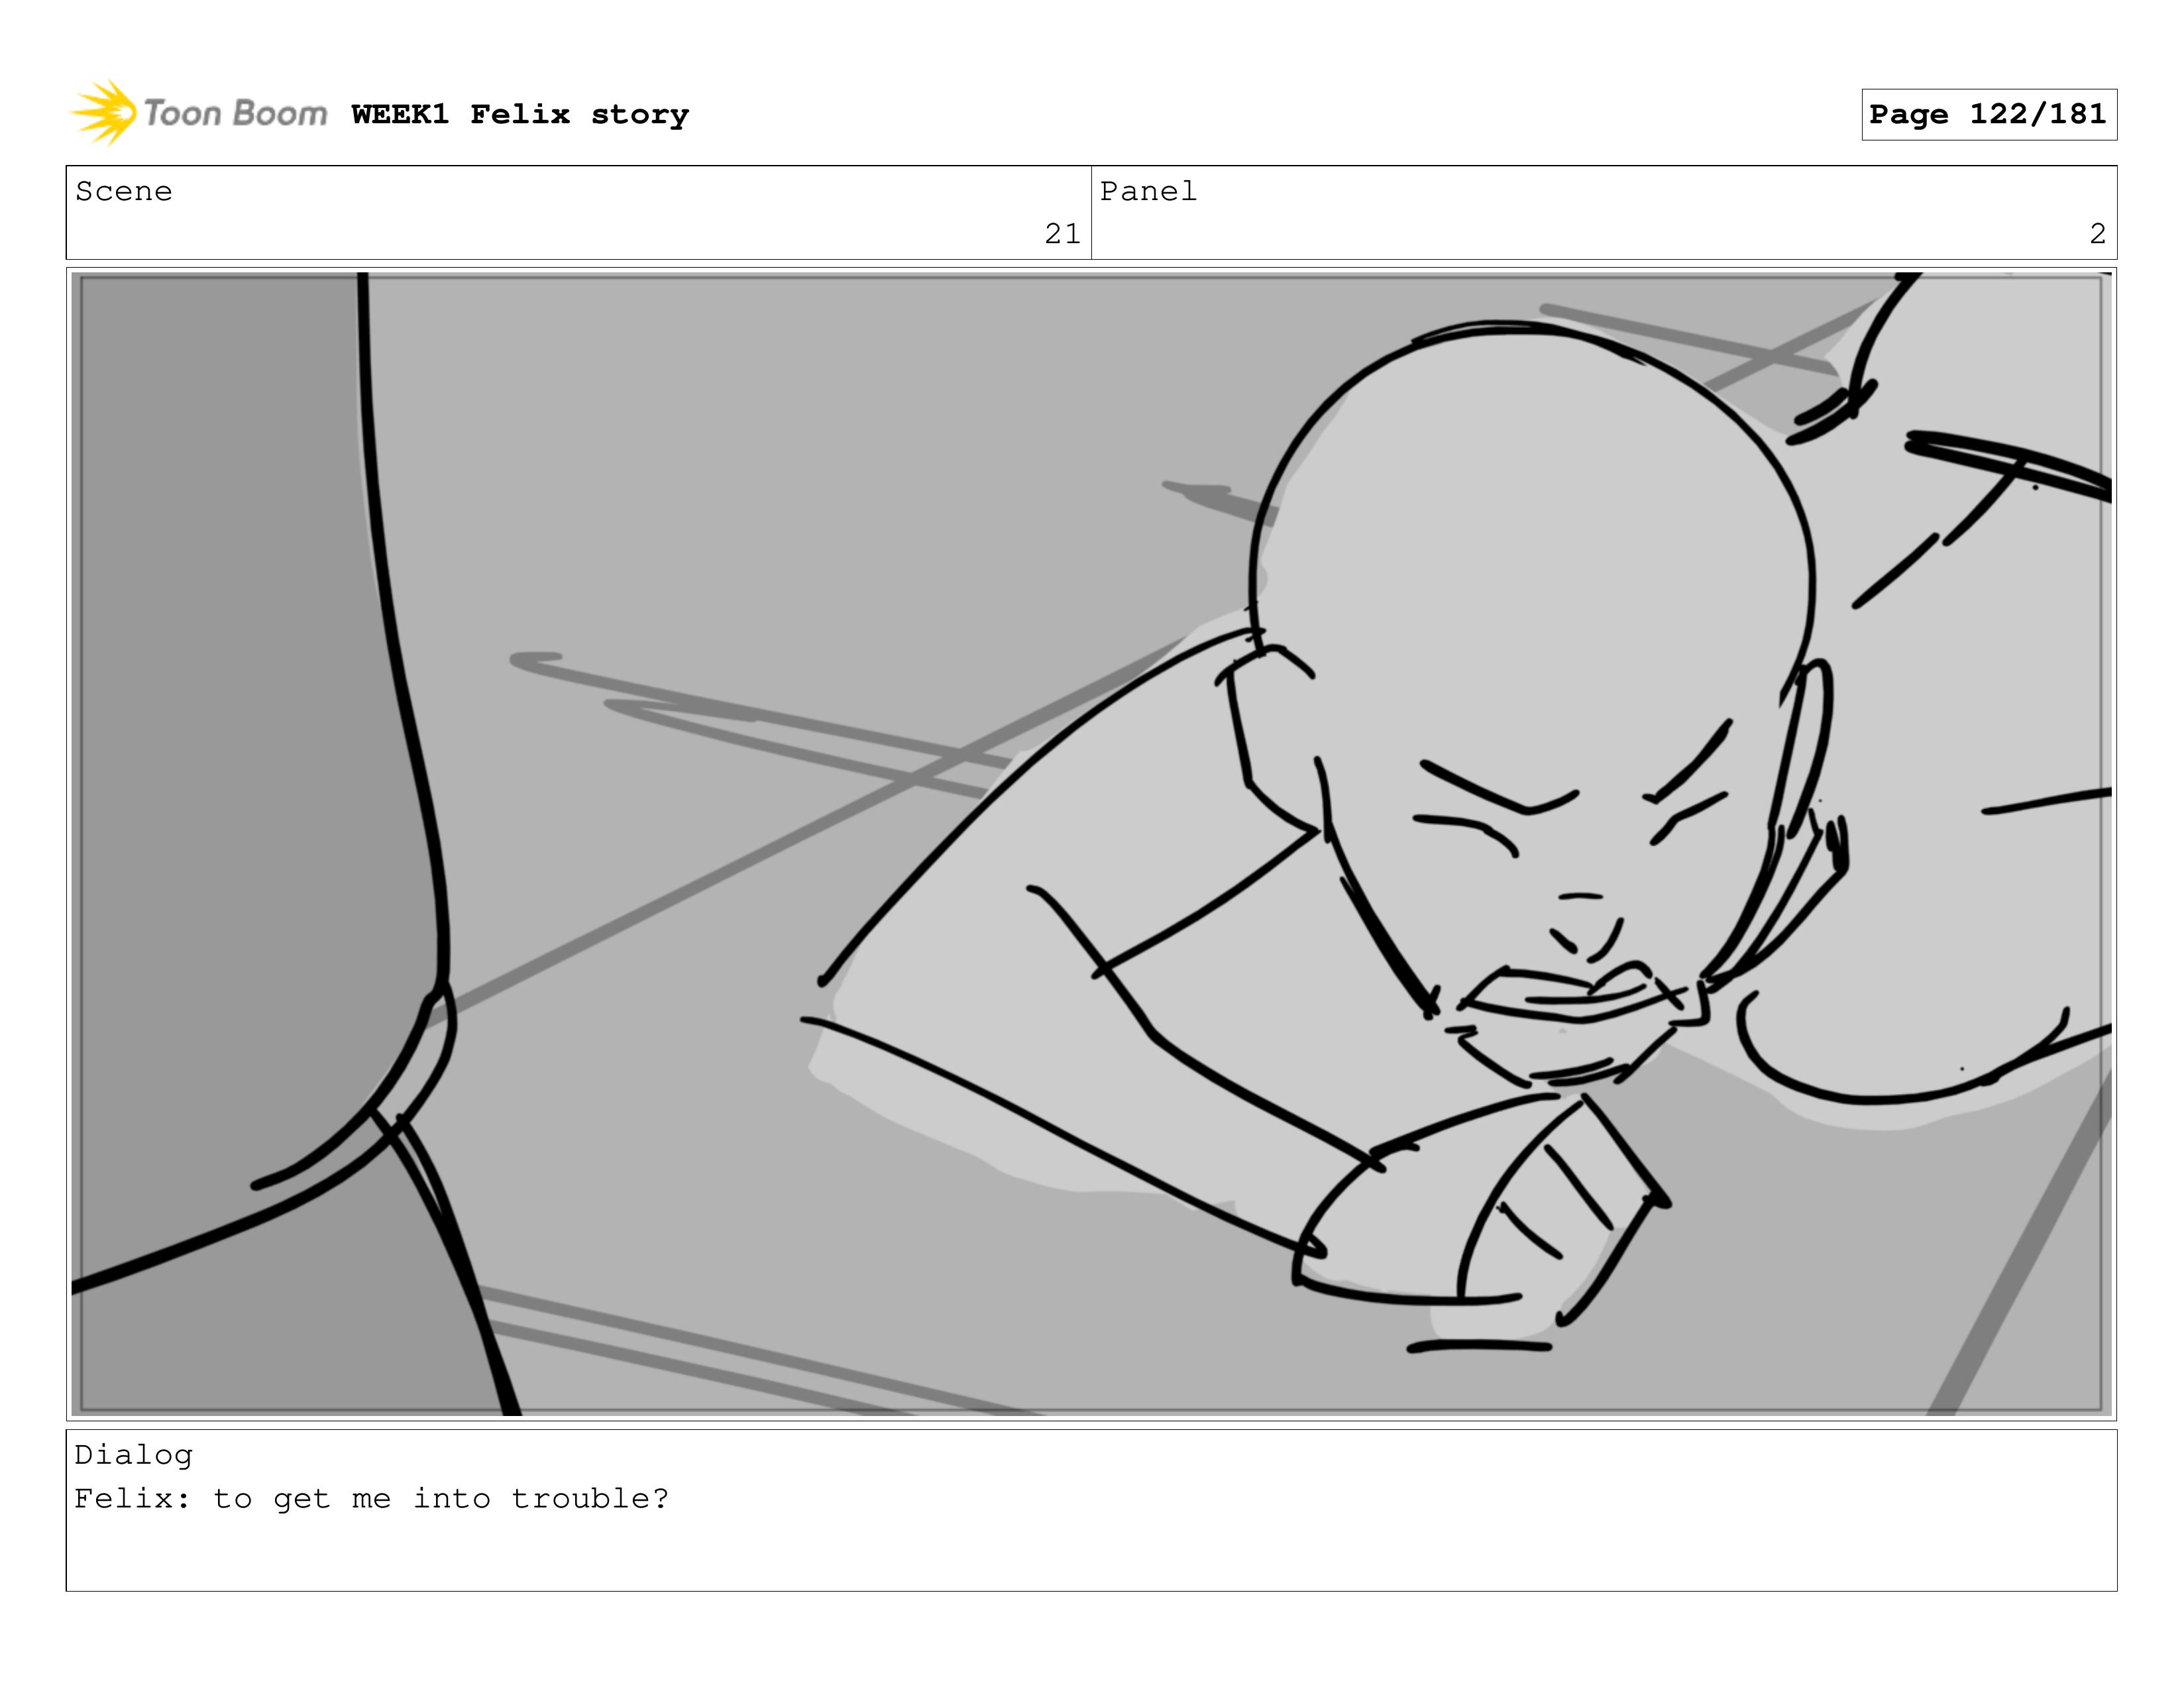 Toon Boom WEEK1 Felix story
Page 122/181
Scene
21
Panel
2
Dialog
Felix: to get me into trouble?